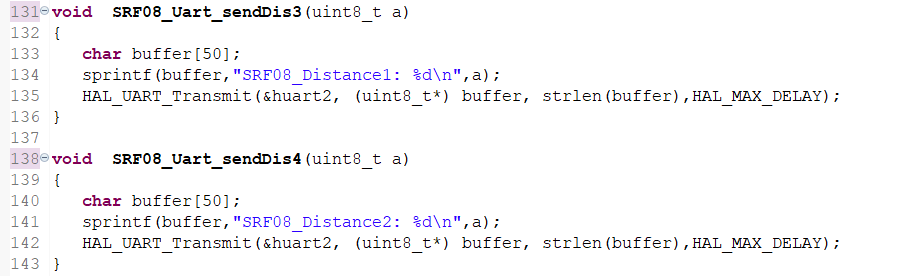 131 void  SRF08_Uart_sendDis3(uint8_t a)
132 {
133    char buffer[50];
134    sprintf(buffer,"SRF08_Distance1: %d\n",a);
135    HAL_UART_Transmit(&huart2, (uint8_t*) buffer, strlen(buffer),HAL_MAX_DELAY);
136 }
137
138 void  SRF08_Uart_sendDis4(uint8_t a)
139 {
140    char buffer[50];
141    sprintf(buffer,"SRF08_Distance2: %d\n",a);
142    HAL_UART_Transmit(&huart2, (uint8_t*) buffer, strlen(buffer),HAL_MAX_DELAY);
143 }